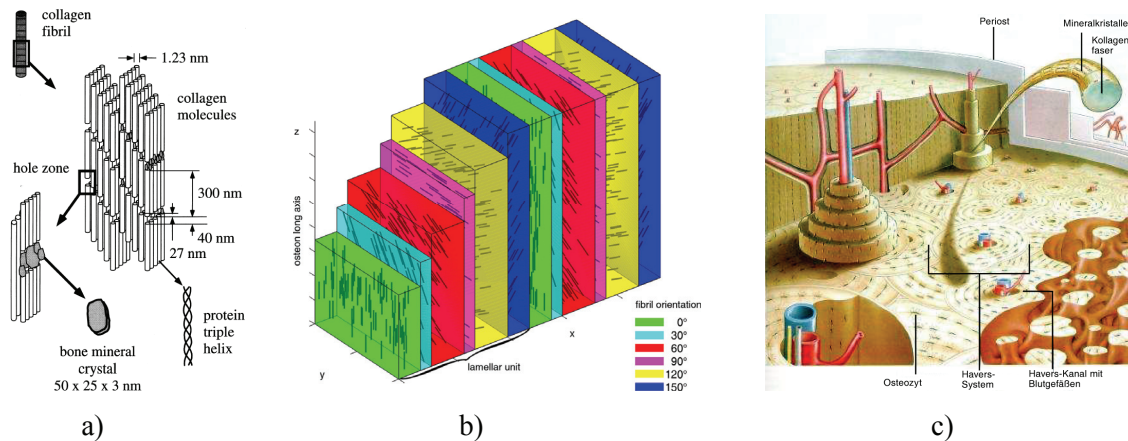 collagen
fibril
1.23 nm
collagen
molecules
hole zone
300 nm
40 nm
27 nm
protein
triple
helix
bone mineral
crystal
50 x 25 x 3 nm
a)
z
osteon long axis
y
x
lamellar unit
fibril orientation
0°
30°
60°
90°
120°
150°
b)
Periost
Mineralkristalle
Kollagen
faser
Osteozyt
Havers-
System
Havers-Kanal mit
Blutgefäßen
c)